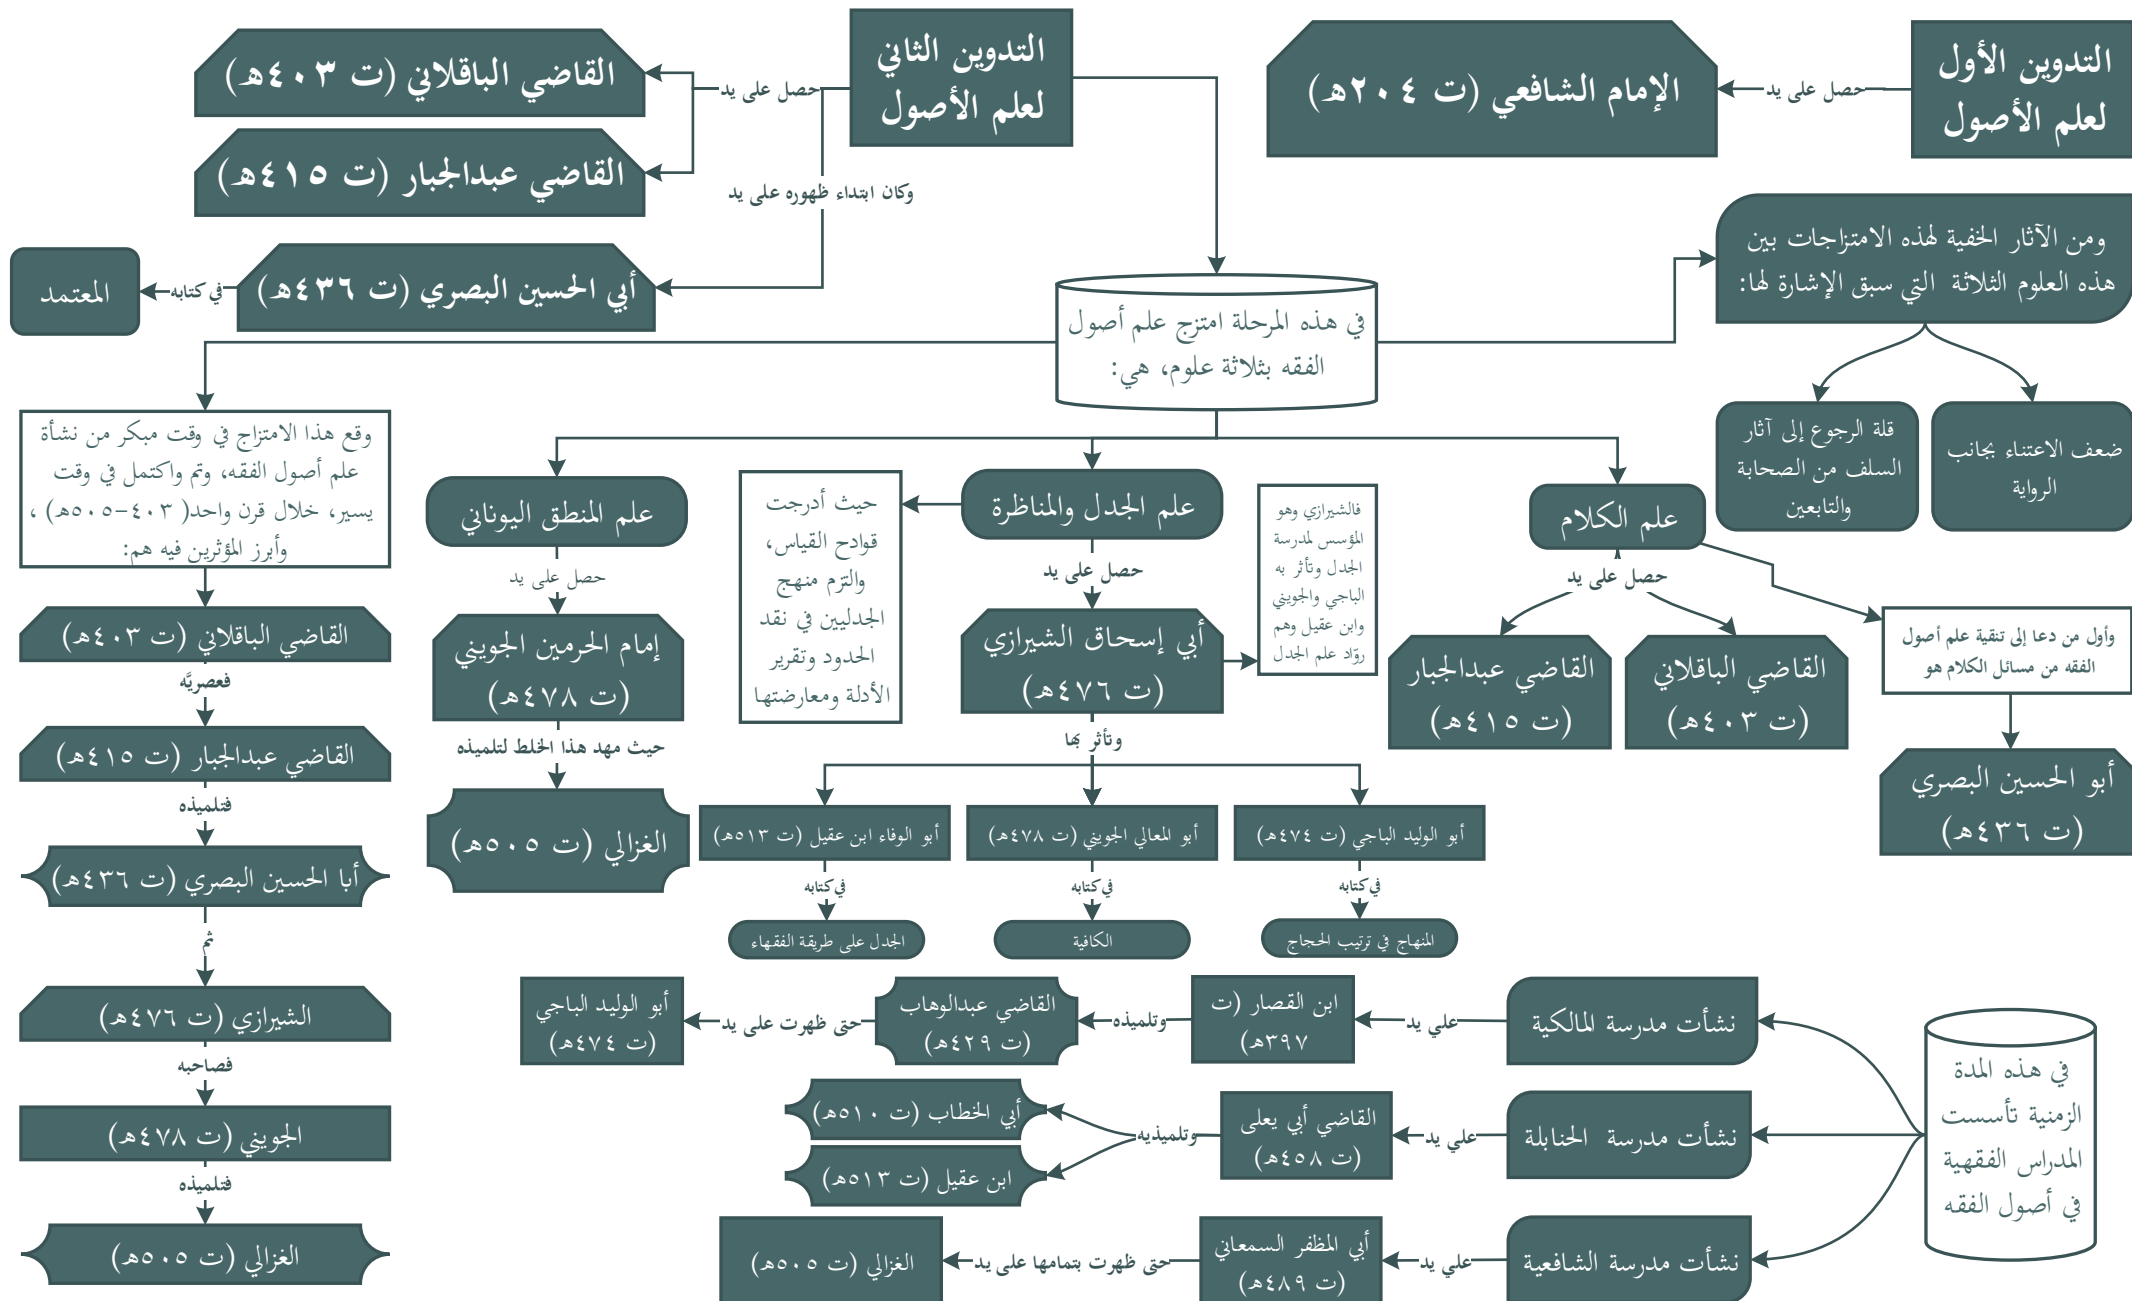 التدوين الأول
لعلم الأصول
حصل على يد
الإمام الشافعي (ت ٢٠٤هـ)
التدوين الثاني
لعلم الأصول
حصل على يد
القاضي الباقلاني (ت ٤٠٣هـ)
القاضي عبدالجبار (ت ٤١٥هـ)
وكان ابتداء ظهوره على يد
أبي الحسين البصري (ت ٤٣٦هـ)
في كتابه
المعتمد
في هذه المرحلة امتزج علم أصول
الفقه بثلاثة علوم، هي:
ومن الآثار الخفية لهذه الامتزاجات بين
هذه العلوم الثلاثة التي سبق الإشارة لها:
ضعف الاعتناء بجانب
الرواية
قلة الرجوع إلى آثار
السلف من الصحابة
والتابعين
علم الكلام
حصل على يد
القاضي الباقلاني
(ت ٤٠٣هـ)
القاضي عبدالجبار
(ت ٤١٥هـ)
وأول من دعا إلى تنقية علم أصول
الفقه من مسائل الكلام هو
أبو الحسين البصري
(ت ٤٣٦هـ)
علم الجدل والمناظرة
حيث أدرجت
قوادح القياس،
والتزم منهج
الجدليين في نقد
الحدود وتقرير
الأدلة ومعارضتها
حصل على يد
أبي إسحاق الشيرازي
(ت ٤٧٦هـ)
فالشيرازي وهو
المؤسس لمدرسة
الجدل وتأثر به
الباجي والجويني
وابن عقيل وهم
روّاد علم الجدل
وتأثر بها
أبو الوليد الباجي (ت ٤٧٤هـ)
في كتابه
المنهاج في ترتيب الحجاج
أبو المعالي الجويني (ت ٤٧٨هـ)
في كتابه
الكافية
أبو الوفاء ابن عقيل (ت ٥١٣هـ)
في كتابه
الجدل على طريقة الفقهاء
علم المنطق اليوناني
حصل على يد
إمام الحرمين الجويني
(ت ٤٧٨هـ)
حيث مهد هذا الخلط لتلميذه
الغزالي (ت ٥٠٥هـ)
وقع هذا الامتزاج في وقت مبكر من نشأة
علم أصول الفقه، وتم واكتمل في وقت
يسير، خلال قرن واحد( ٤٠٣-٥٠٥هـ) ،
وأبرز المؤثرين فيه هم:
القاضي الباقلاني (ت ٤٠٣هـ)
فعصريَّه
القاضي عبدالجبار (ت ٤١٥هـ)
فتلميذه
أبا الحسين البصري (ت ٤٣٦هـ)
ثم
الشيرازي (ت ٤٧٦هـ)
فصاحبه
الجويني (ت ٤٧٨هـ)
فتلميذه
الغزالي (ت ٥٠٥هـ)
في هذه المدة
الزمنية تأسست
المدراس الفقهية
في أصول الفقه
نشأت مدرسة المالكية
علي يد
ابن القصار (ت
٣٩٧هـ)
وتلميذه
القاضي عبدالوهاب
(ت ٤٢٩هـ)
حتى ظهرت على يد
أبو الوليد الباجي
(ت ٤٧٤هـ)
نشأت مدرسة الحنابلة
علي يد
القاضي أبي يعلى
(ت ٤٥٨هـ)
وتلميذيه
أبي الخطاب (ت ٥١٠هـ)
ابن عقيل (ت ٥١٣هـ)
نشأت مدرسة الشافعية
علي يد
أبي المظفر السمعاني
(ت ٤٨٩هـ)
حتى ظهرت بتمامها على يد
الغزالي (ت ٥٠٥هـ)